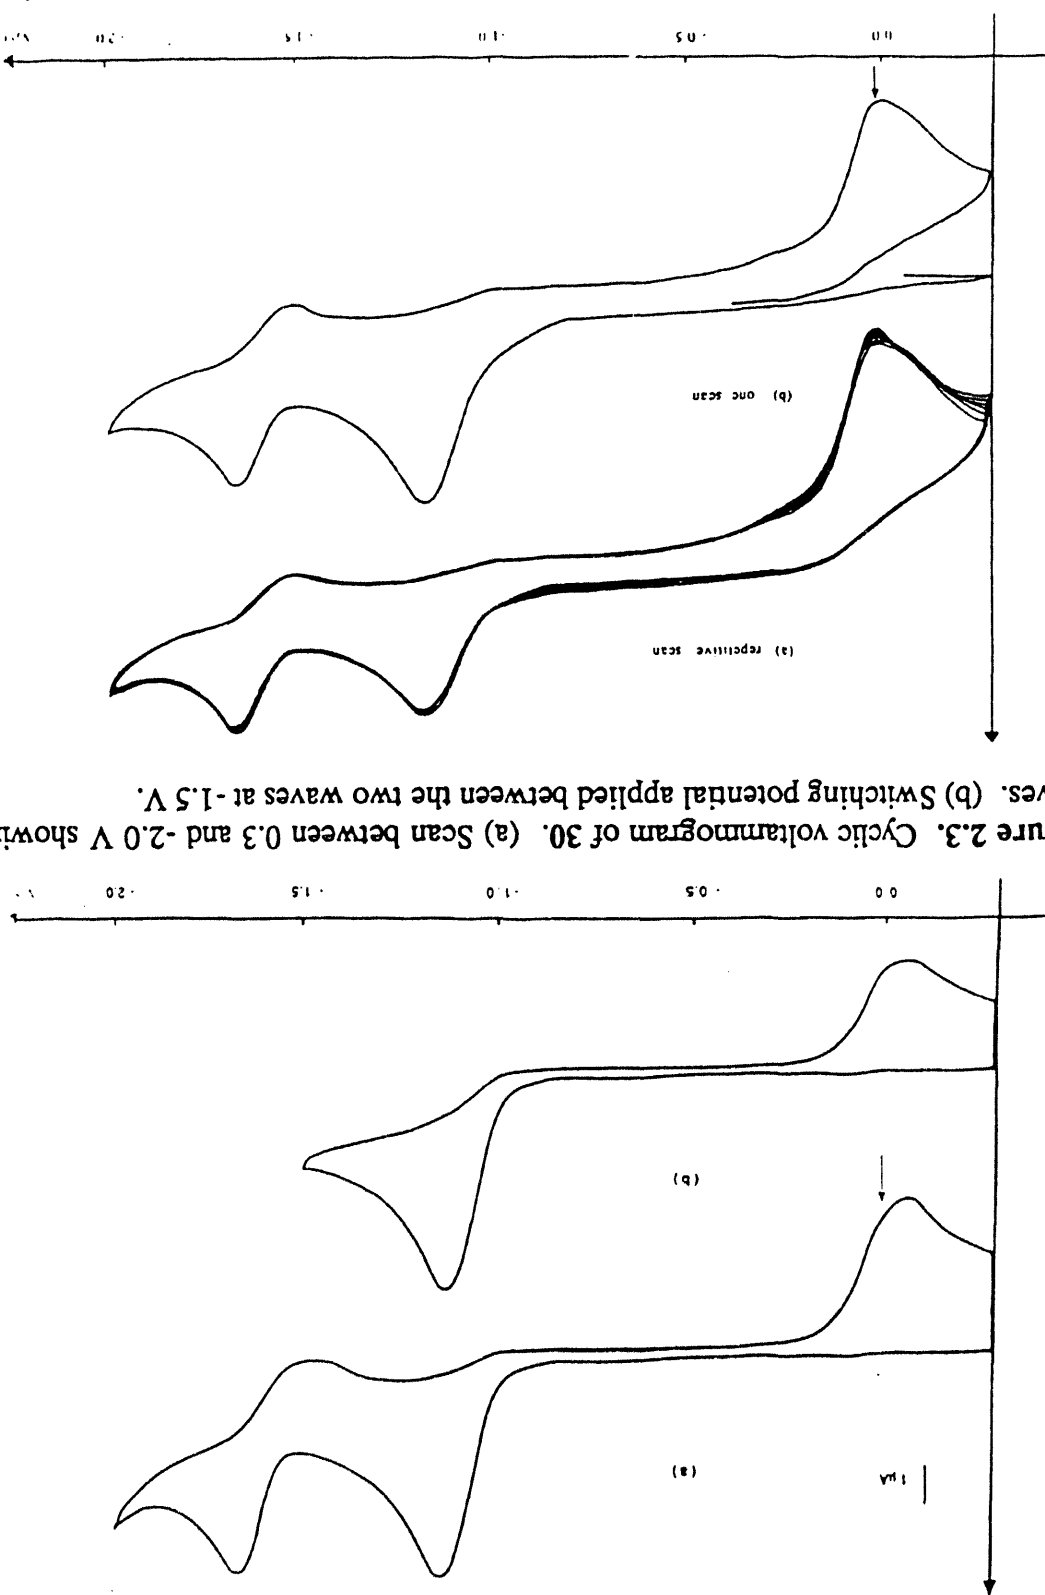 1 µA (a)
(b)
0.0 -0.5 -1.0 -1.5 -2.0
ure 2.3. Cyclic voltammogram of 30. (a) Scan between 0.3 and -2.0 V showi
ves. (b) Switching potential applied between the two waves at -1.5 V.
(a) repetitive scan
(b) one scan
0.0 -0.5 -1.0 -1.5 -2.0